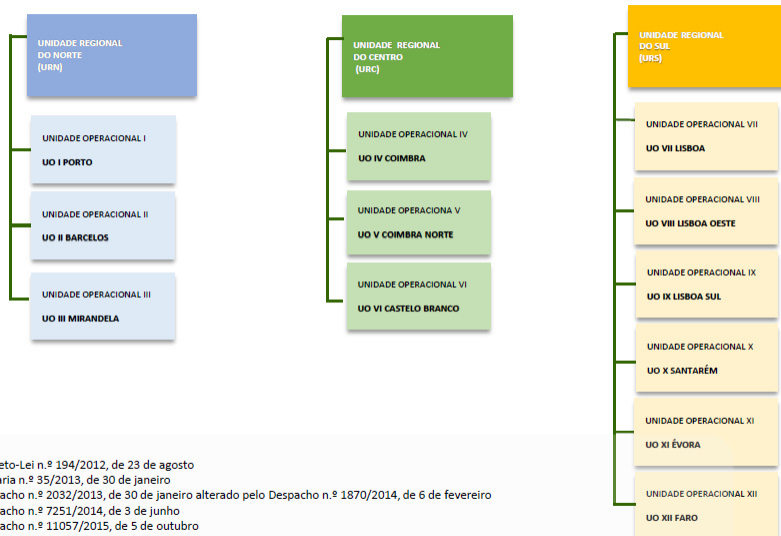 UNIDADE REGIONAL
DO NORTE
(URN)
UNIDADE OPERACIONAL I
UO I PORTO
UNIDADE OPERACIONAL II
UO II BARCELOS
UNIDADE OPERACIONAL III
UO III MIRANDELA
UNIDADE REGIONAL
DO CENTRO
(URC)
UNIDADE OPERACIONAL IV
UO IV COIMBRA
UNIDADE OPERACIONA V
UO V COIMBRA NORTE
UNIDADE OPERACIONAL VI
UO VI CASTELO BRANCO
UNIDADE REGIONAL
DO SUL
(URS)
UNIDADE OPERACIONAL VII
UO VII LISBOA
UNIDADE OPERACIONAL VIII
UO VIII LISBOA OESTE
UNIDADE OPERACIONAL IX
UO IX LISBOA SUL
UNIDADE OPERACIONAL X
UO X SANTARÉM
UNIDADE OPERACIONAL XI
UO XI ÉVORA
UNIDADE OPERACIONAL XII
UO XII FARO
eto-Lei n.º 194/2012, de 23 de agosto
aria n.º 35/2013, de 30 de janeiro
acho n.º 2032/2013, de 30 de janeiro alterado pelo Despacho n.º 1870/2014, de 6 de fevereiro
acho n.º 7251/2014, de 3 de junho
acho n.º 11057/2015, de 5 de outubro